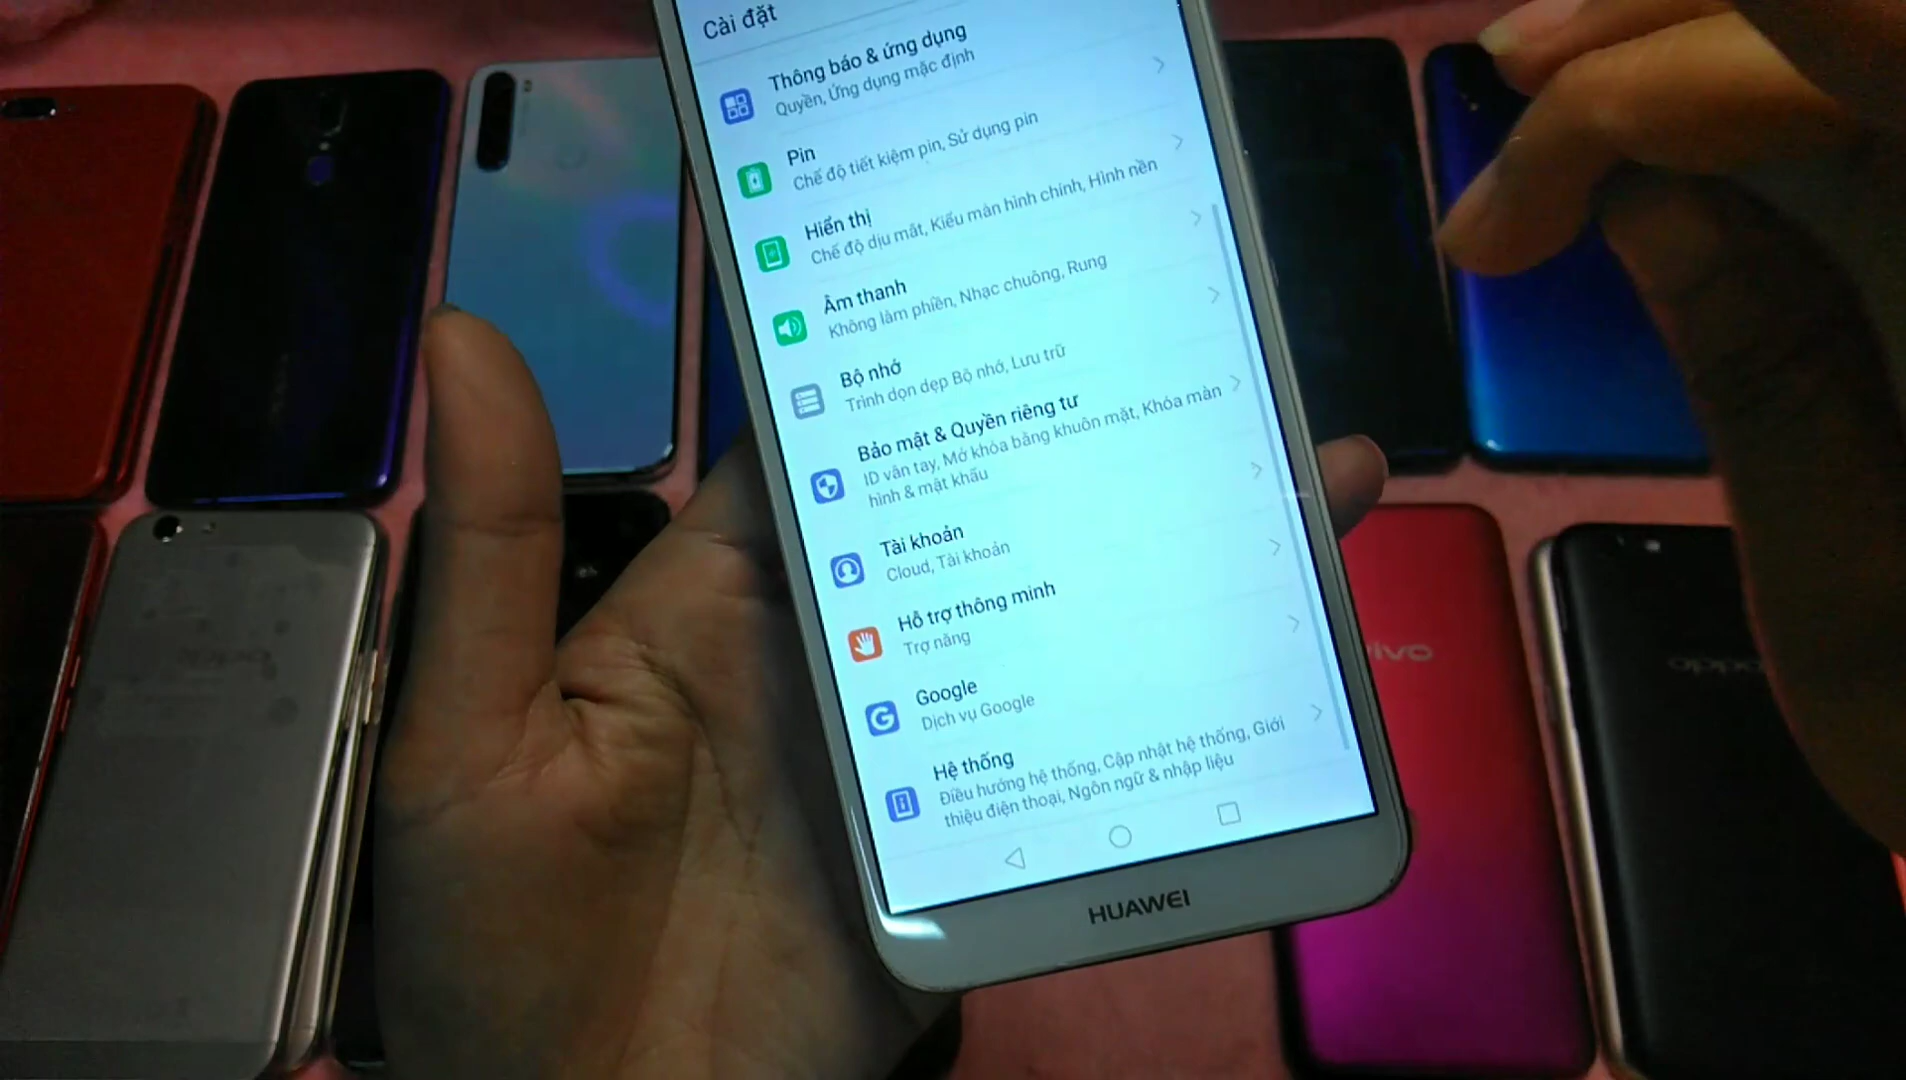 Cài đặt
Thông báo & ứng dụng
Quyền, Ứng dụng mặc định
Pin
Chế độ tiết kiệm pin, Sử dụng pin
Hiển thị
Chế độ dịu mắt, Kiểu màn hình chính, Hình nền
Âm thanh
Không làm phiền, Nhạc chuông, Rung
Bộ nhớ
Trình dọn dẹp Bộ nhớ, Lưu trữ
Bảo mật & Quyền riêng tư
ID vân tay, Mở khóa bằng khuôn mặt, Khóa màn
hình & mật khẩu
Tài khoản
Cloud, Tài khoản
Hỗ trợ thông minh
Trợ năng
Google
Dịch vụ Google
Hệ thống
Điều hướng hệ thống, Cập nhật hệ thống, Giới
thiệu điện thoại, Ngôn ngữ & nhập liệu
HUAWEI
vivo
oppo